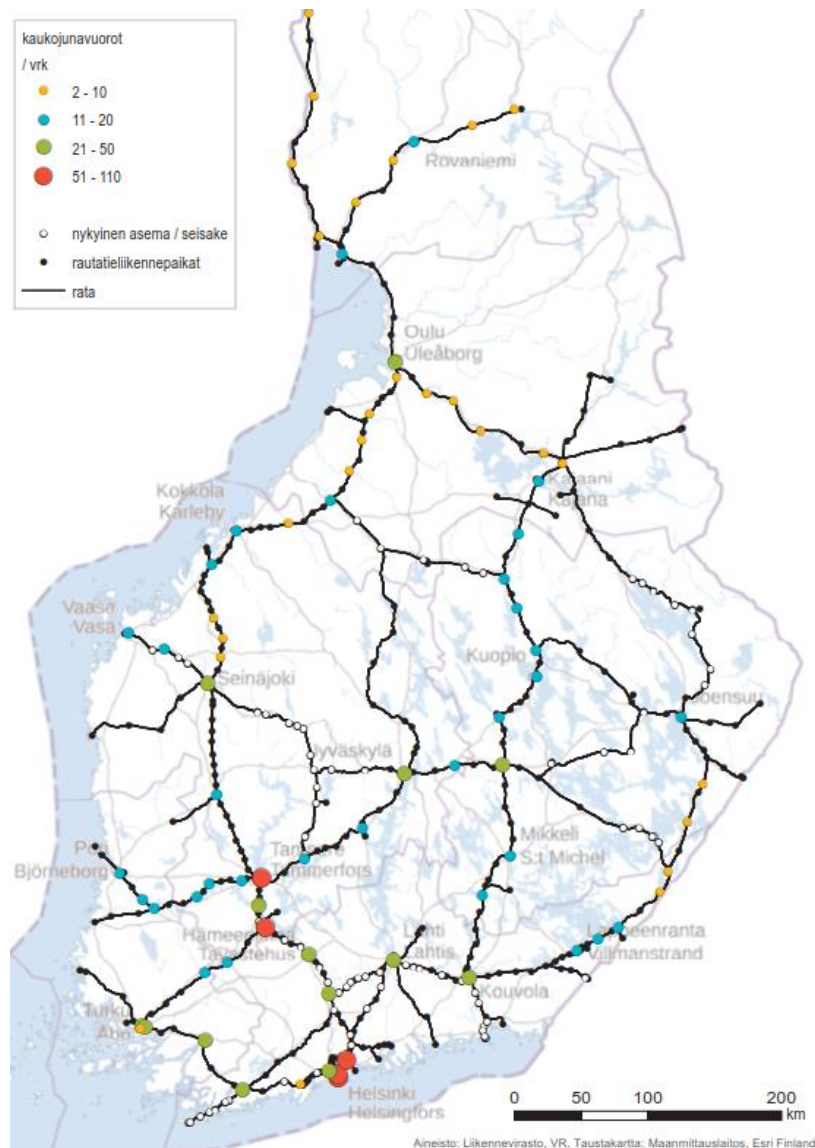 kaukojunavuorot
/ vrk
2 - 10
11 - 20
21 - 50
51 - 110
nykyinen asema / seisake
rautatieliikennepaikat
rata
Rovaniemi
Oulu
Uleåborg
Kajaani
Kajana
Kokkola
Karleby
Vaasa
Vasa
Kuopio
Seinäjoki
Joensuu
Jyväskylä
Mikkeli
S:t Michel
Pori
Björneborg
Tampere
Tammerfors
Hämeenlinna
Tavastehus
Lahti
Lahtis
Lappeenranta
Villmanstrand
Kouvola
Turku
Åbo
Helsinki
Helsingfors
0 50 100 200
km
Aineisto: Liikennevirasto, VR. Taustakartta: Maanmittauslaitos, Esri Finland